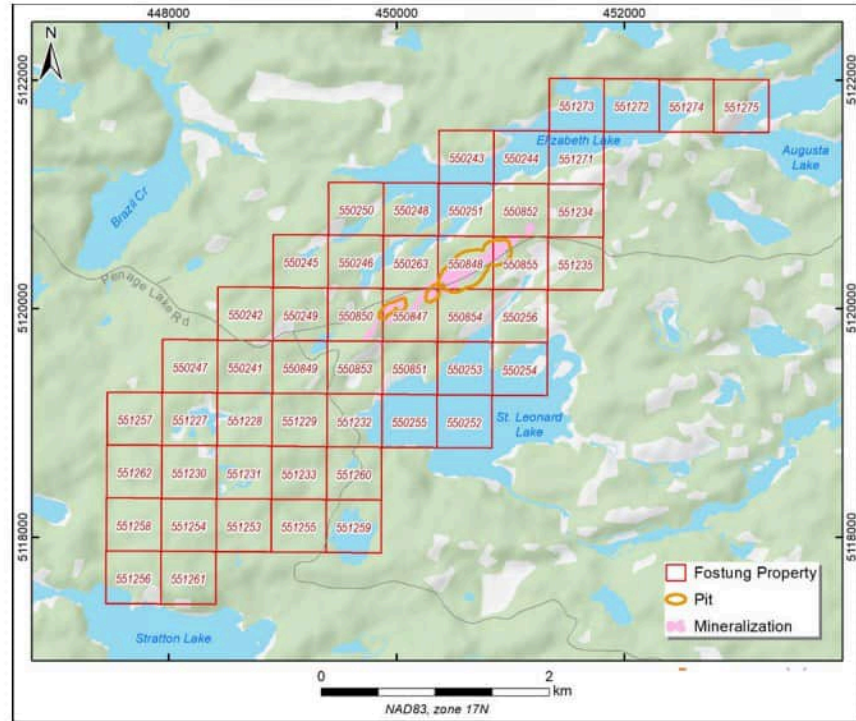 448000 450000 452000
N
5122000
5122000
551273 551272 551274 551275
Elizabeth Lake
Augusta
Lake
550243 550244 551271
Brazil Cr
550250 550248 550251 550852 551234
550245 550246 550263 550848 550855 551235
Penage Lake Rd
5120000
5120000
550242 550249 550850 550847 550854 550256
550247 550241 550849 550853 550851 550253 550254
551257 551227 551228 551229 551232 550255 550252
St. Leonard
Lake
551262 551230 551231 551233 551260
5118000
5118000
551258 551254 551253 551255 551259
551256 551261
Stratton Lake
Fostung Property
Pit
Mineralization
448000 450000 452000
0 2
km
NAD83, zone 17N